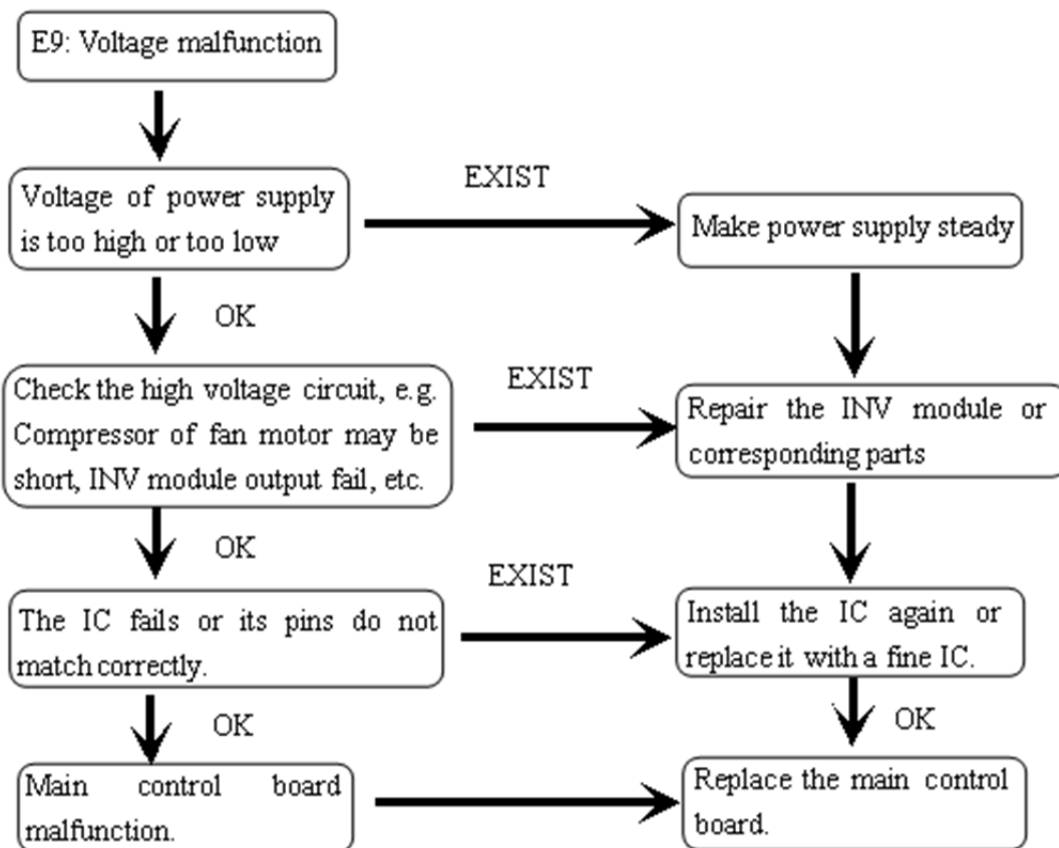 E9: Voltage malfunction
Voltage of power supply
is too high or too low
EXIST
Make power supply steady
OK
Check the high voltage circuit, e.g.
Compressor of fan motor may be
short, INV module output fail, etc.
EXIST
Repair the INV module or
corresponding parts
OK
The IC fails or its pins do not
match correctly.
EXIST
Install the IC again or
replace it with a fine IC.
OK
OK
Main control board
malfunction.
Replace the main control
board.